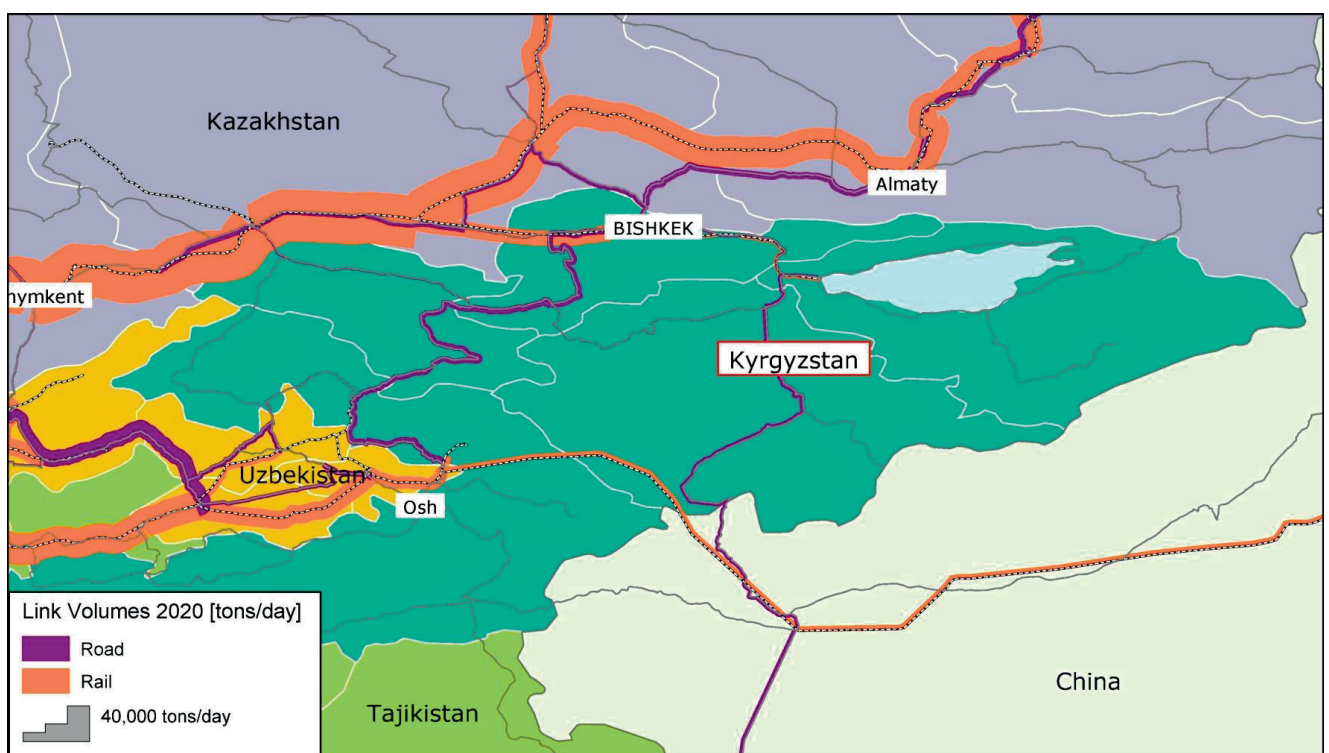 Kazakhstan
Almaty
BISHKEK
hymkent
Kyrgyzstan
Uzbekistan
Osh
Link Volumes 2020 [tons/day]
Road
Rail
40,000 tons/day
Tajikistan
China